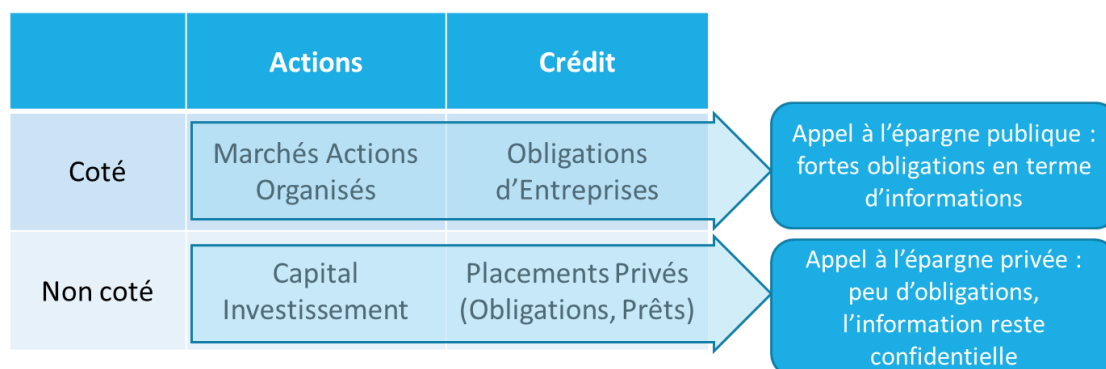 Actions
Crédit
Coté
Marchés Actions
Organisés
Obligations
d’Entreprises
Appel à l’épargne publique :
fortes obligations en terme
d’informations
Non coté
Capital
Investissement
Placements Privés
(Obligations, Prêts)
Appel à l’épargne privée :
peu d’obligations,
l’information reste
confidentielle